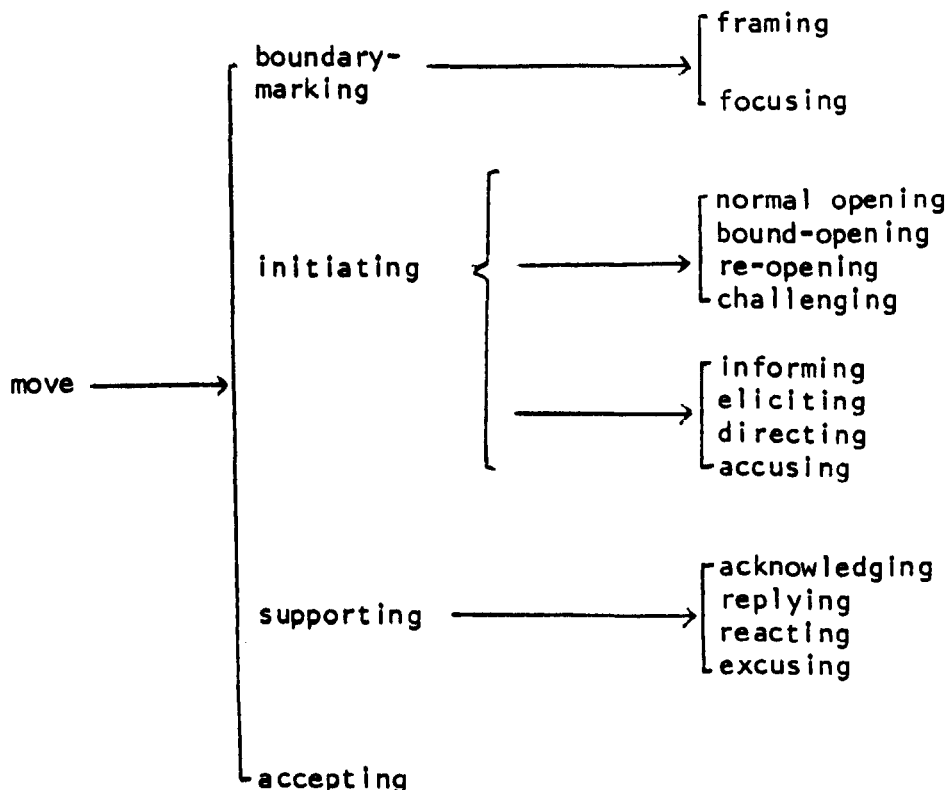 framing
boundary-
marking
focusing
normal opening
bound-opening
initiating
re-opening
challenging
move
informing
eliciting
directing
accusing
acknowledging
supporting
replying
reacting
excusing
accepting